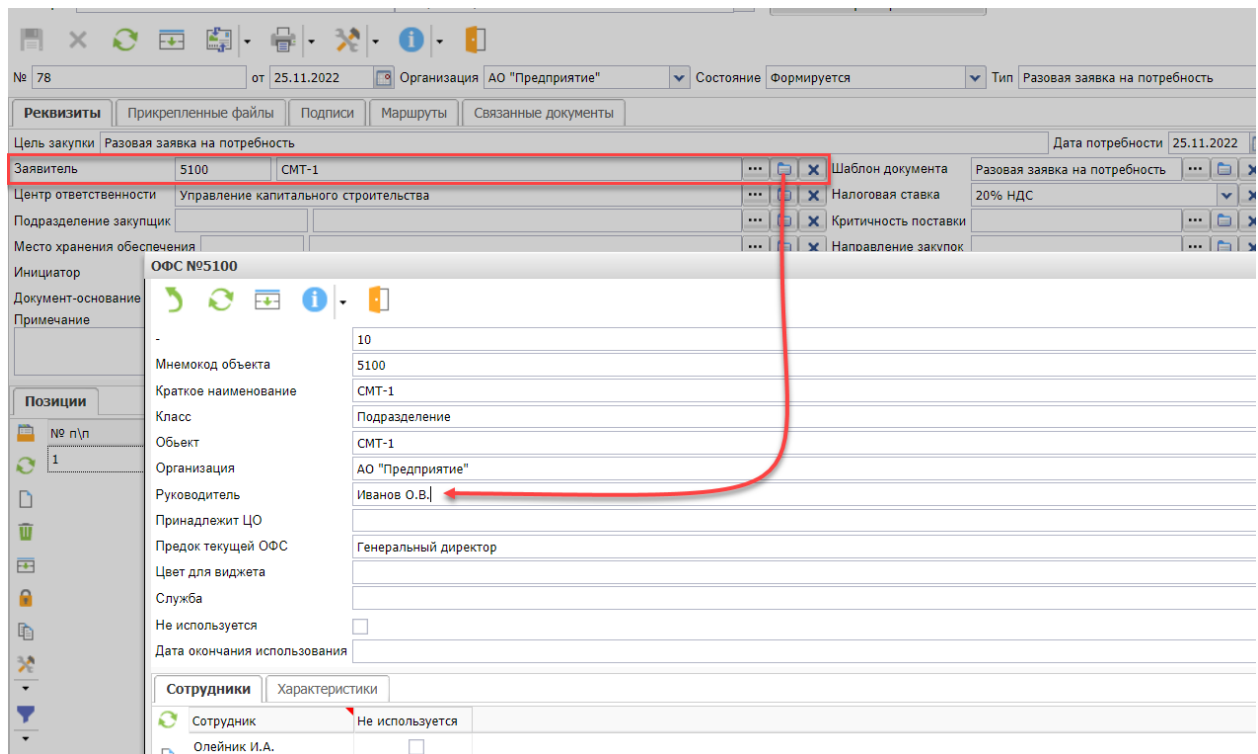 № 78 от 25.11.2022 Организация АО "Предприятие" Состояние Формируется Тип Разовая заявка на потребность
Реквизиты Прикрепленные файлы Подписи Маршруты Связанные документы
Цель закупки Разовая заявка на потребность Дата потребности 25.11.2022
Заявитель 5100 СМТ-1 Шаблон документа Разовая заявка на потребность
Центр ответственности Управление капитального строительства Налоговая ставка 20% НДС
Подразделение закупщик Критичность поставки
Место хранения обеспечения Направление закупок
Инициатор
Документ-основание
Примечание
Позиции
№ п\п
1
ОФС №5100
- 10
Мнемокод объекта 5100
Краткое наименование СМТ-1
Класс Подразделение
Обьект СМТ-1
Организация АО "Предприятие"
Руководитель Иванов О.В.
Принадлежит ЦО
Предок текущей ОФС Генеральный директор
Цвет для виджета
Служба
Не используется
Дата окончания использования
Сотрудники Характеристики
Сотрудник Не используется
Олейник И.А.